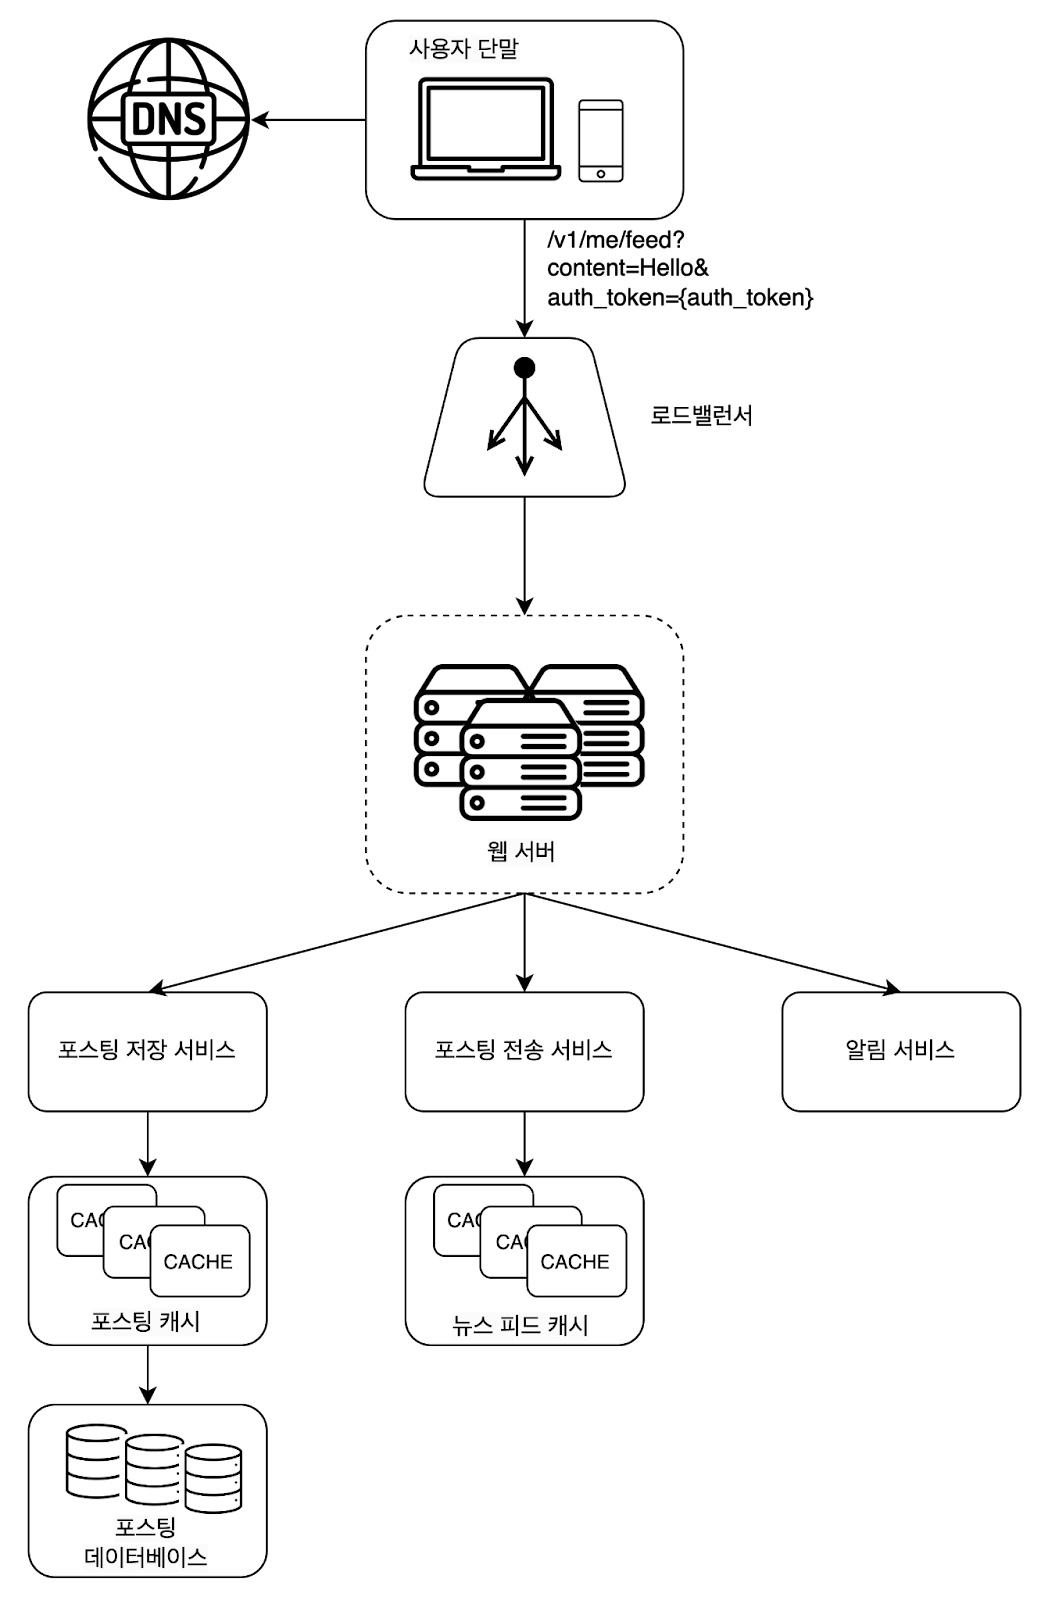 사용자 단말
DNS
/v1/me/feed?
content=Hello&
auth_token={auth_token}
로드밸런서
웹 서버
포스팅 저장 서비스
포스팅 전송 서비스
알림 서비스
CAC
CAC
CACHE
포스팅 캐시
CAC
CAC
CACHE
뉴스 피드 캐시
포스팅
데이터베이스